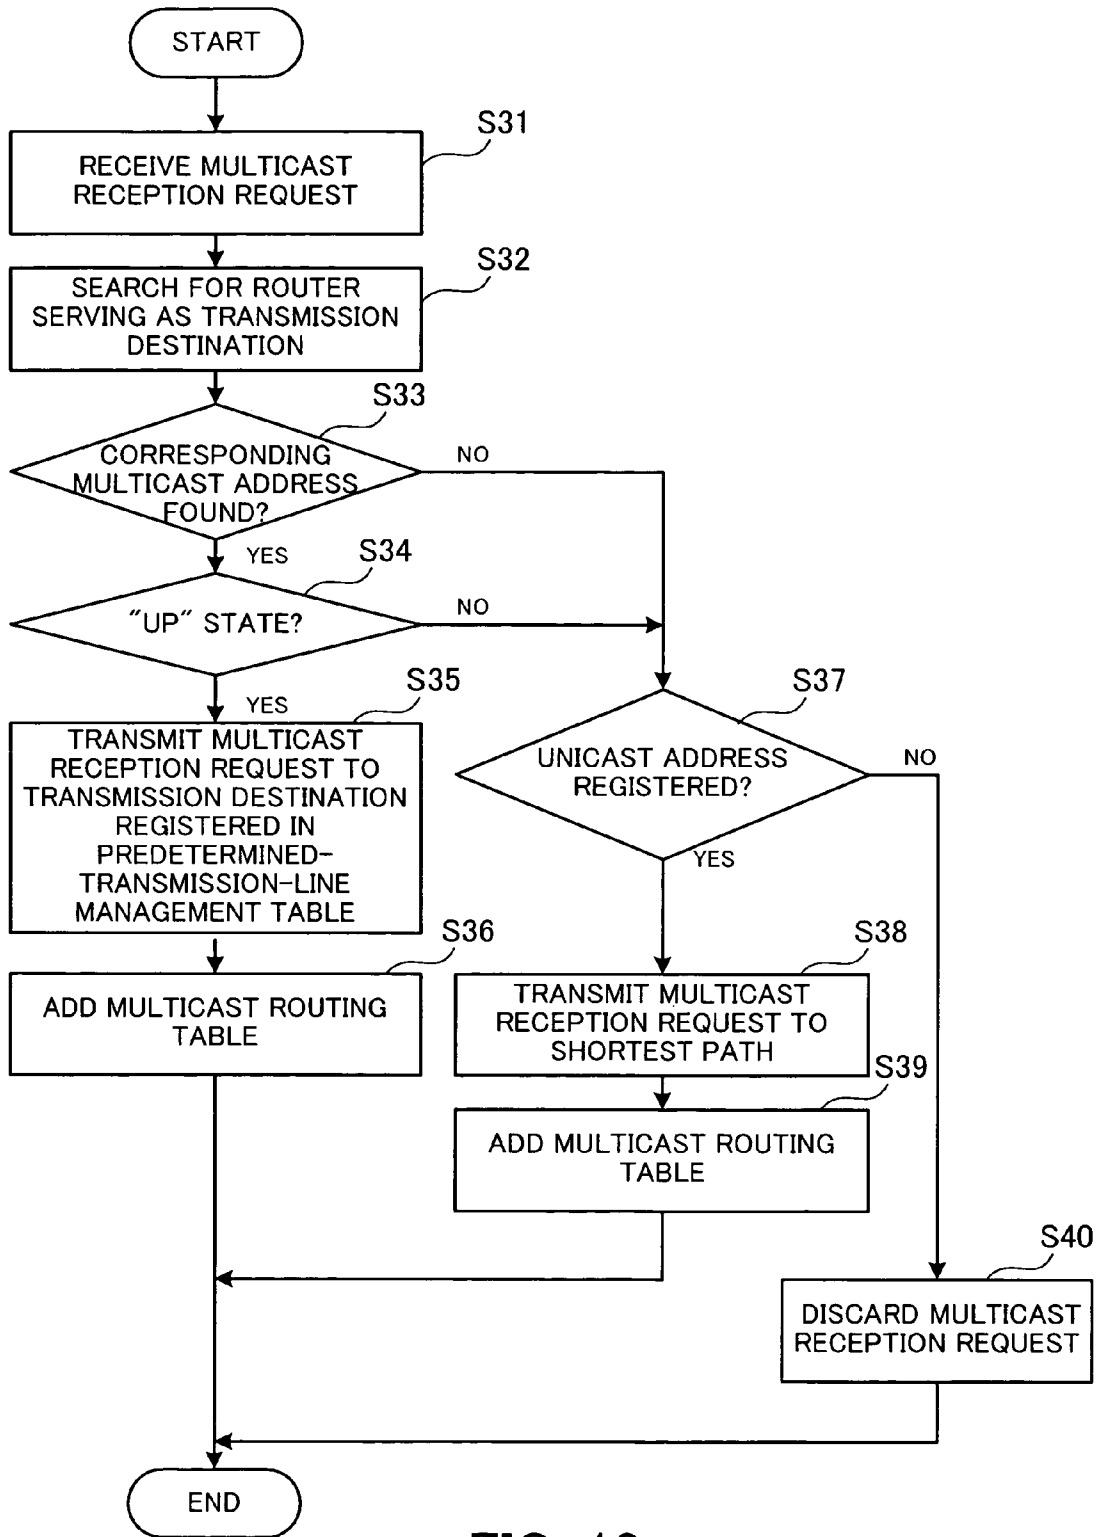 START
S31
RECEIVE MULTICAST
RECEPTION REQUEST
S32
SEARCH FOR ROUTER
SERVING AS TRANSMISSION
DESTINATION
S33
CORRESPONDING
MULTICAST ADDRESS
FOUND?
NO
YES
S34
"UP" STATE?
NO
YES
S35
TRANSMIT MULTICAST
RECEPTION REQUEST TO
TRANSMISSION DESTINATION
REGISTERED IN
PREDETERMINED-
TRANSMISSION-LINE
MANAGEMENT TABLE
S36
ADD MULTICAST ROUTING
TABLE
S37
UNICAST ADDRESS
REGISTERED?
NO
YES
S38
TRANSMIT MULTICAST
RECEPTION REQUEST TO
SHORTEST PATH
S39
ADD MULTICAST ROUTING
TABLE
S40
DISCARD MULTICAST
RECEPTION REQUEST
END